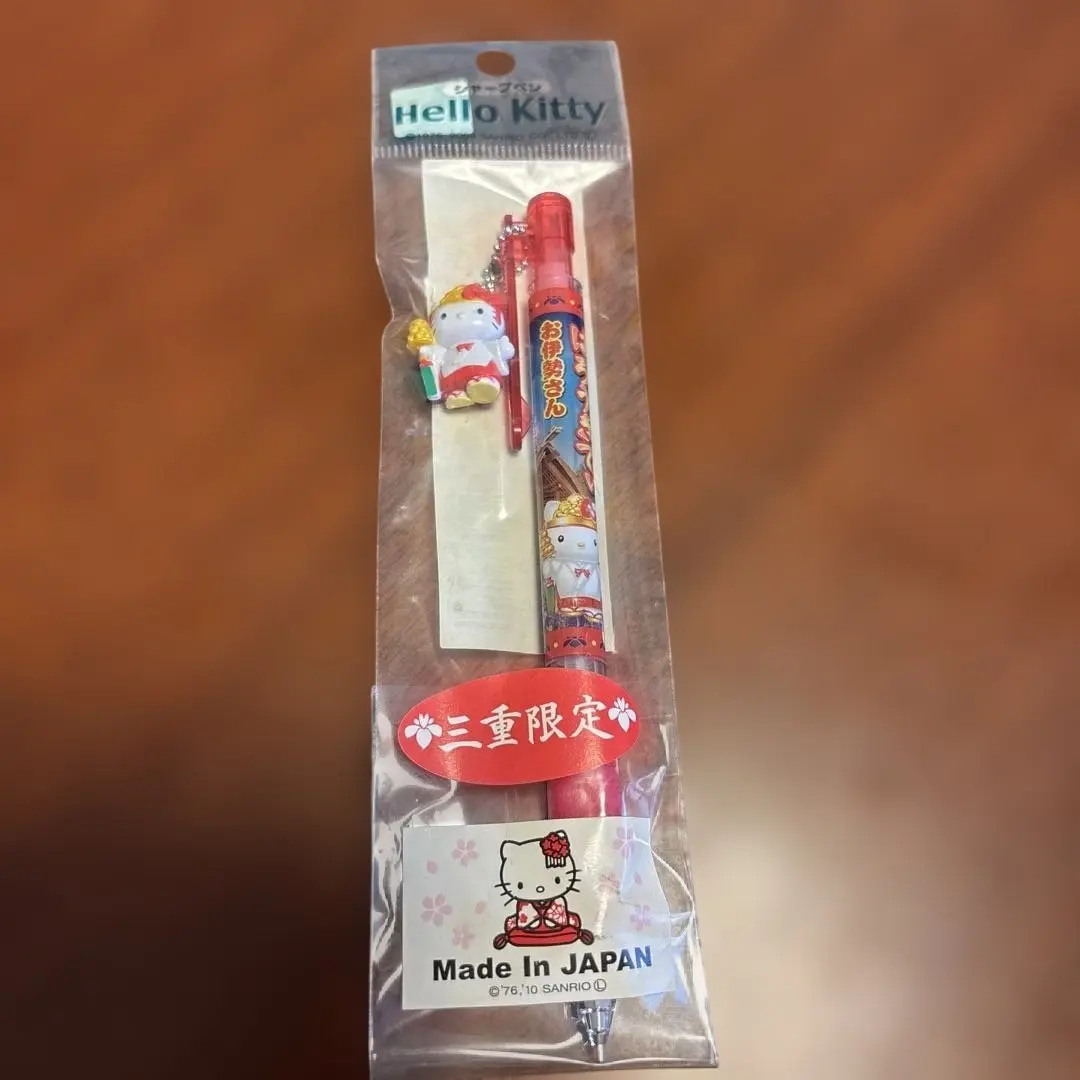 シャープペン
Hello Kitty
お伊勢さん
三重限定
Made In JAPAN
©'76,'10 SANRIO Ⓛ